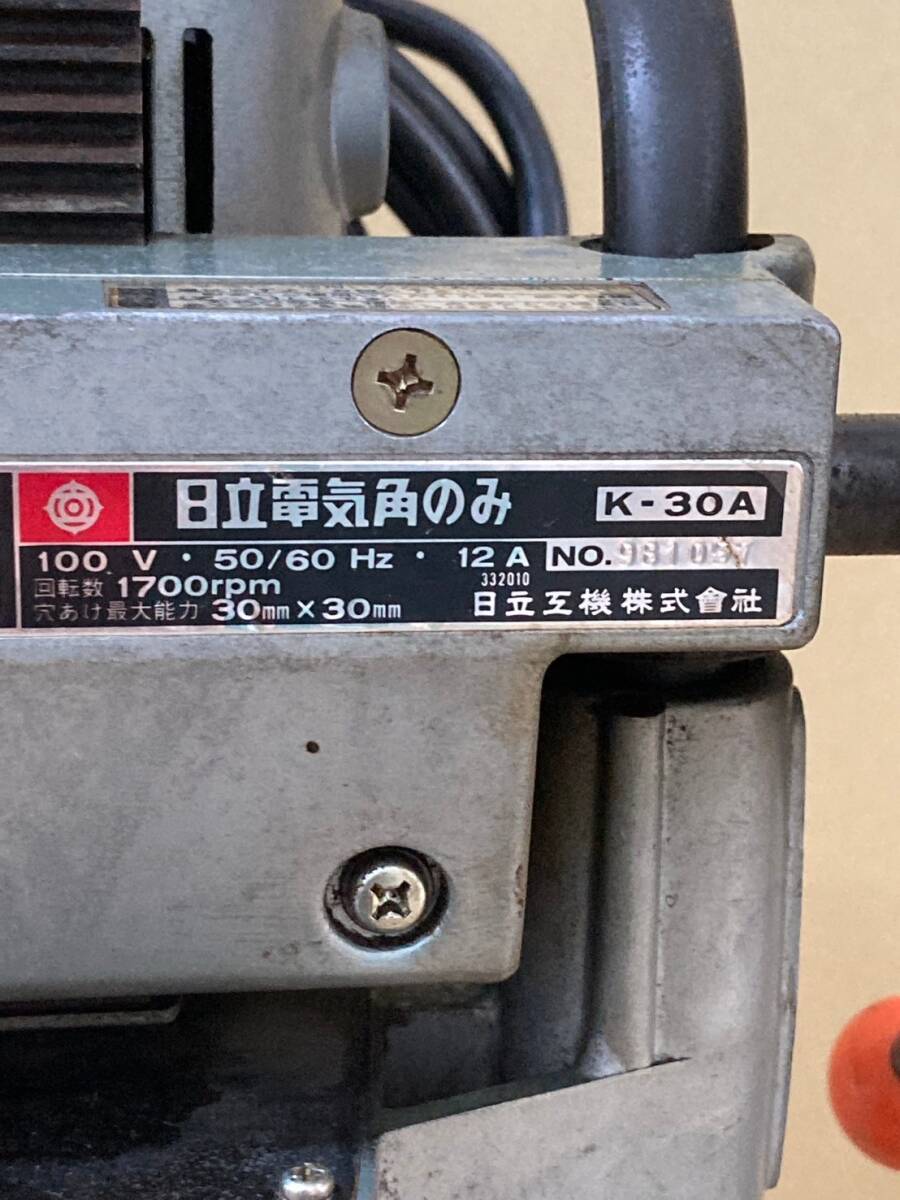 日立電気角のみ K-30A
100 V・50/60 Hz・12 A NO.
回転数 1700rpm 332010
穴あけ最大能力 30mm×30mm 日立工機株式會社